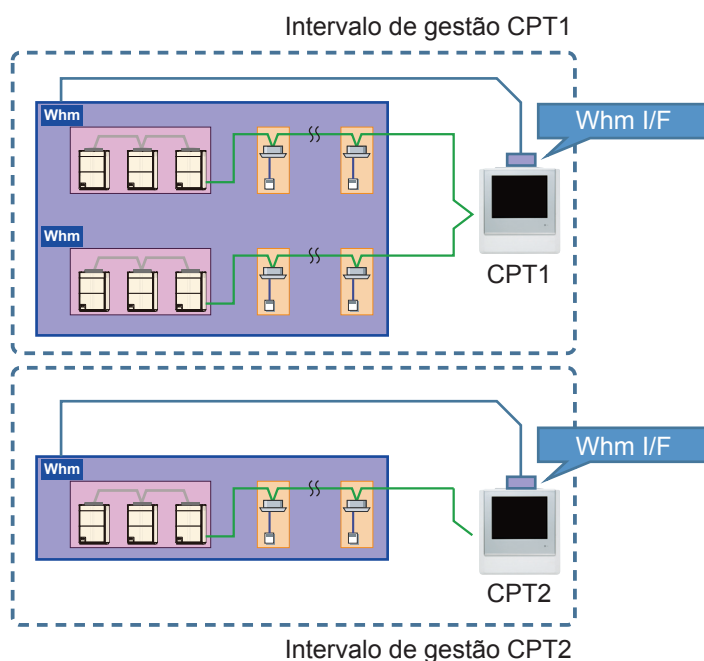 Intervalo de gestão CPT1
Whm
Whm I/F
Whm
CPT1
Whm I/F
Whm
CPT2
Intervalo de gestão CPT2